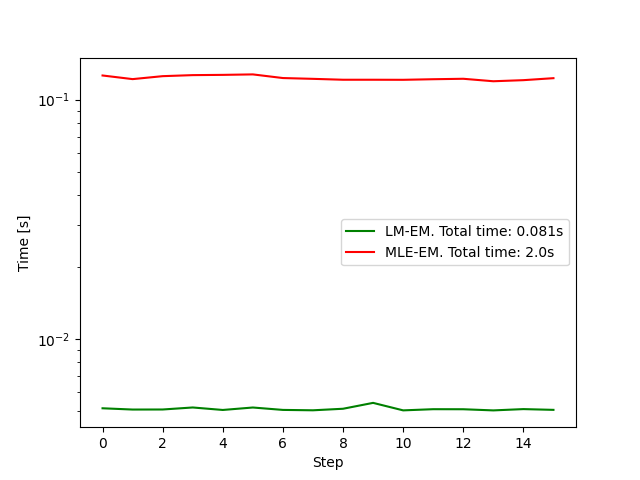 Time [s]
10⁻¹
10⁻²
LM-EM. Total time: 0.081s
MLE-EM. Total time: 2.0s
0 2 4 6 8 10 12 14
Step